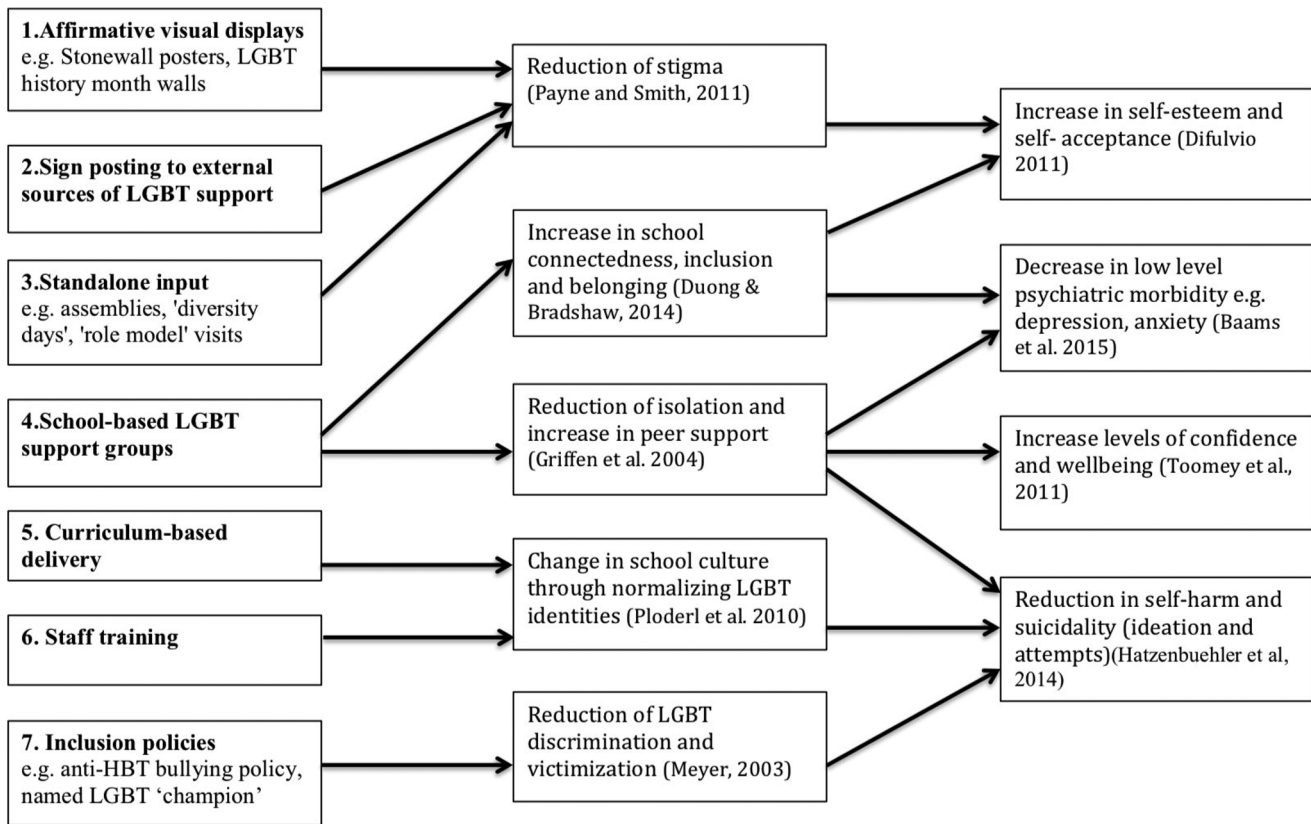 1.Affirmative visual displays
e.g. Stonewall posters, LGBT
history month walls
2.Sign posting to external
sources of LGBT support
3.Standalone input
e.g. assemblies, 'diversity
days', 'role model' visits
4.School-based LGBT
support groups
5. Curriculum-based
delivery
6. Staff training
7. Inclusion policies
e.g. anti-HBT bullying policy,
named LGBT ‘champion’
Reduction of stigma
(Payne and Smith, 2011)
Increase in school
connectedness, inclusion
and belonging (Duong &
Bradshaw, 2014)
Reduction of isolation and
increase in peer support
(Griffen et al. 2004)
Change in school culture
through normalizing LGBT
identities (Ploderl et al. 2010)
Reduction of LGBT
discrimination and
victimization (Meyer, 2003)
Increase in self-esteem and
self- acceptance (Difulvio
2011)
Decrease in low level
psychiatric morbidity e.g.
depression, anxiety (Baams
et al. 2015)
Increase levels of confidence
and wellbeing (Toomey et al.,
2011)
Reduction in self-harm and
suicidality (ideation and
attempts)(Hatzenbuehler et al,
2014)